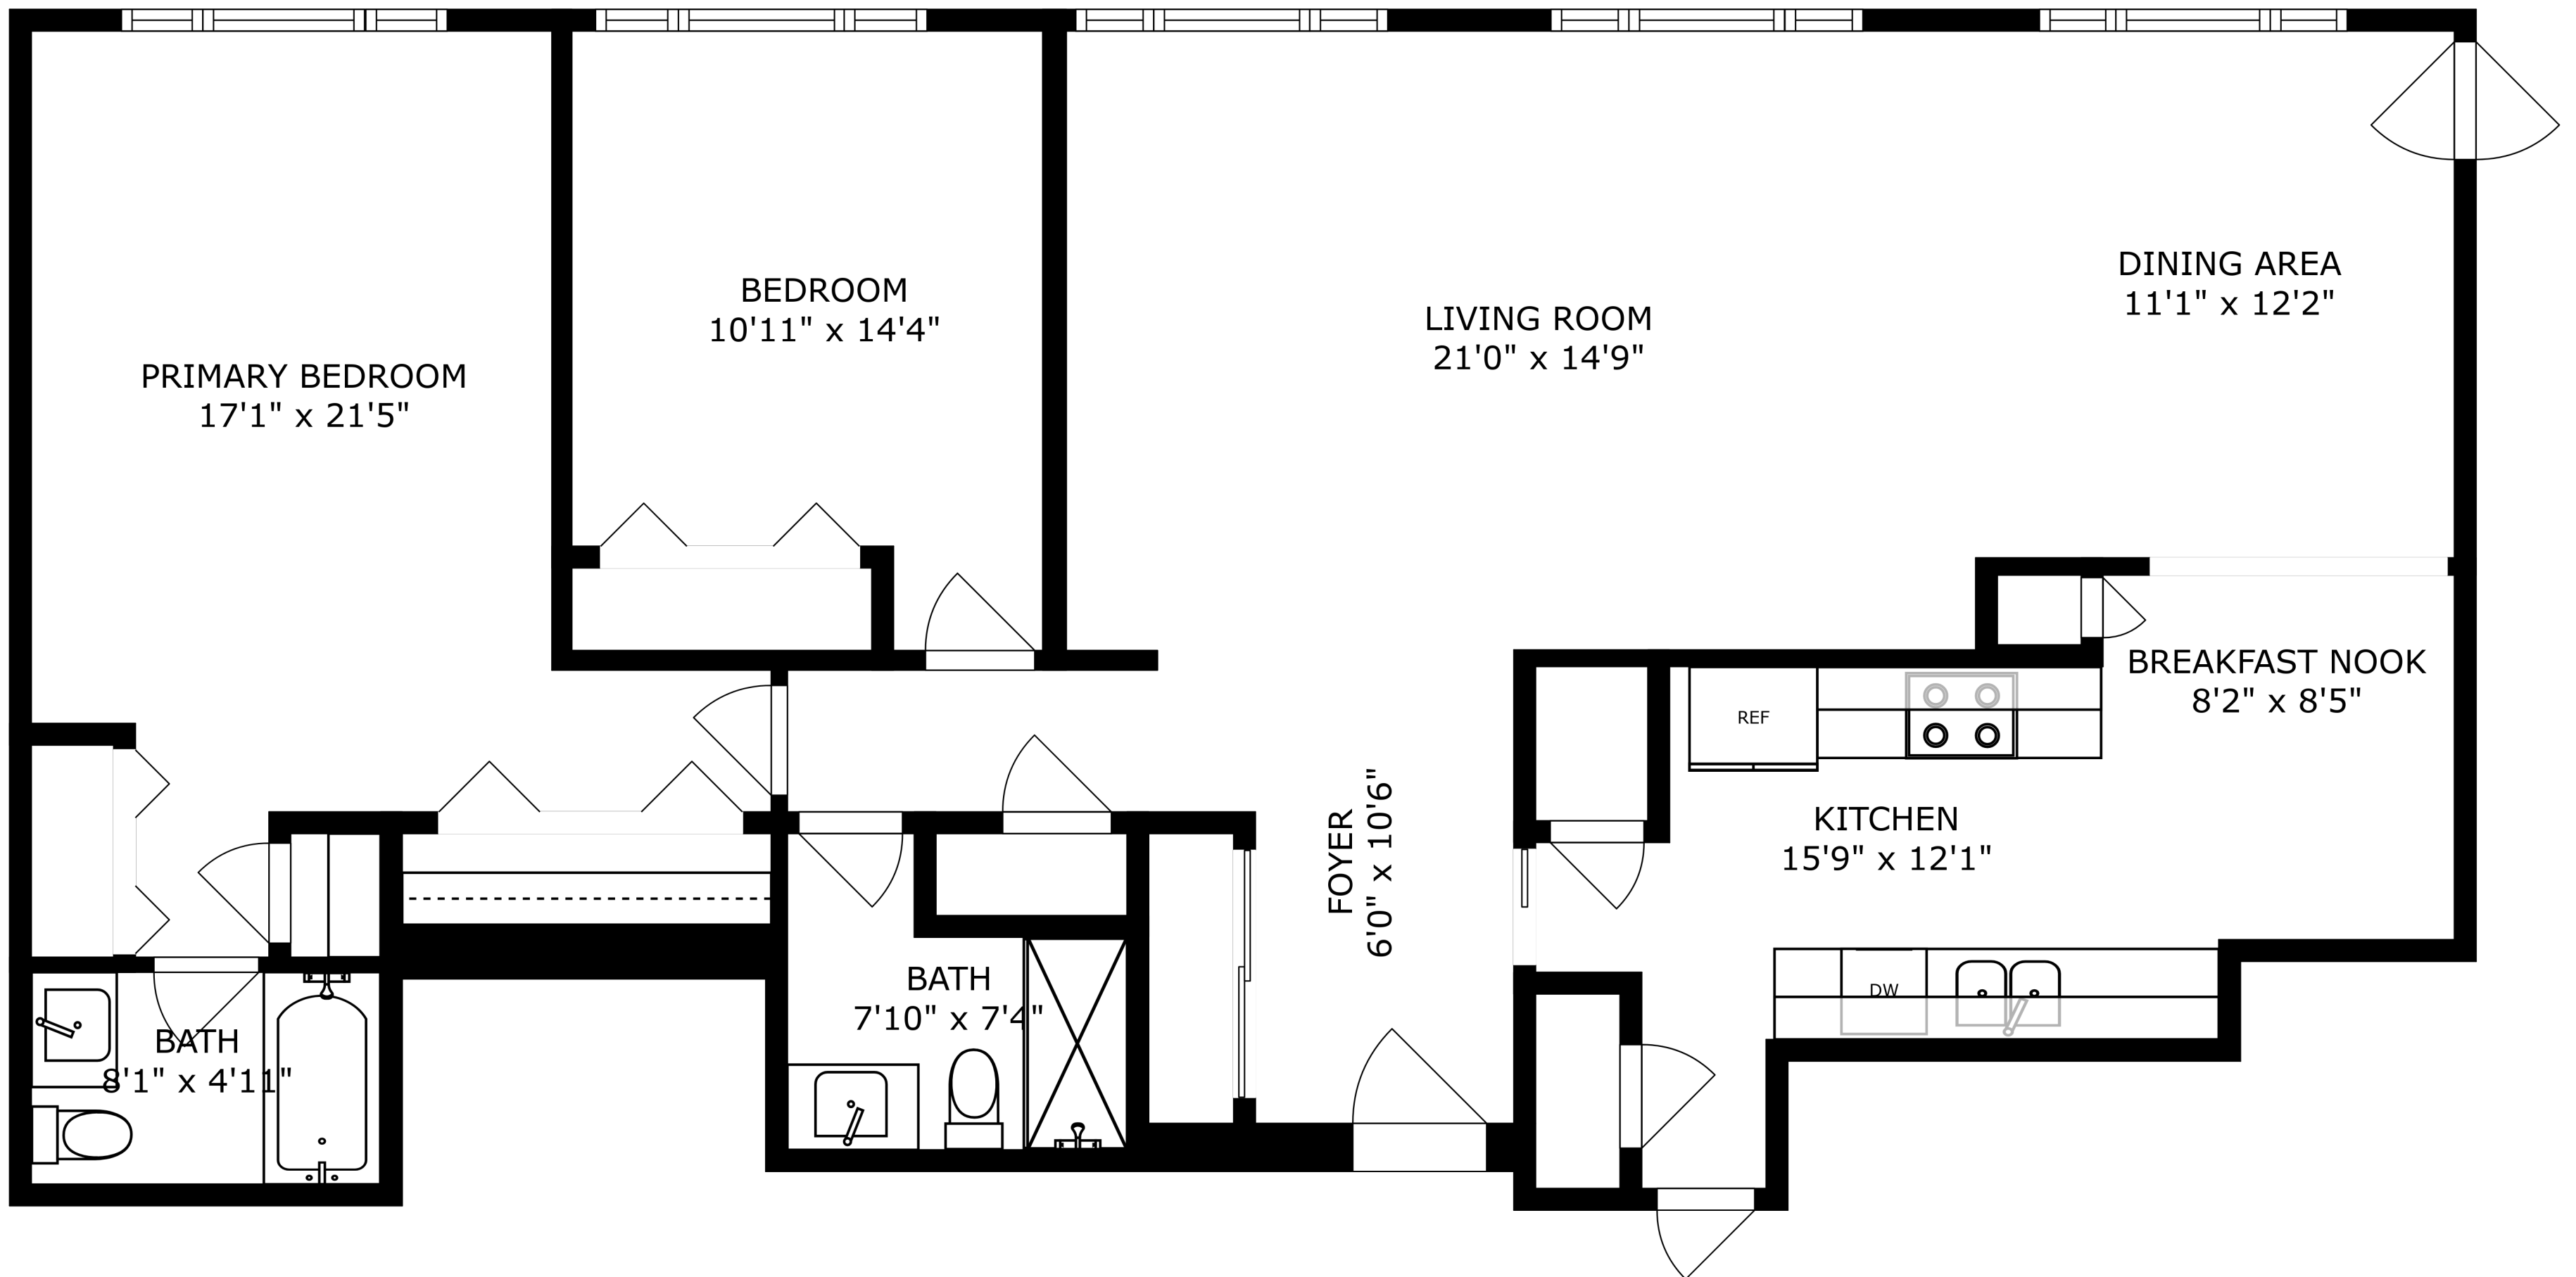 PRIMARY BEDROOM
17'1" x 21'5"
BEDROOM
10'11" x 14'4"
LIVING ROOM
21'0" x 14'9"
DINING AREA
11'1" x 12'2"
BREAKFAST NOOK
8'2" x 8'5"
REF
KITCHEN
15'9" x 12'1"
FOYER
6'0" x 10'6"
BATH
7'10" x 7'4"
DW
BATH
8'1" x 4'11"